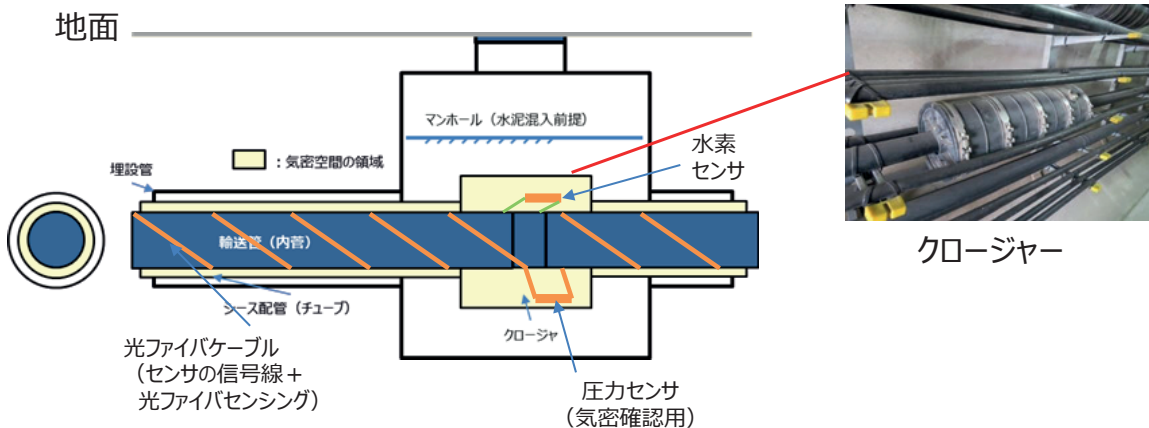 地面
マンホール（水泥混入前提）
：気密空間の領域
水素
センサ
埋設管
輸送管（内菅）
シース配管（チューブ）
クロージャ
光ファイバケーブル
（センサの信号線＋
光ファイバセンシング）
圧力センサ
（気密確認用）
クロージャー